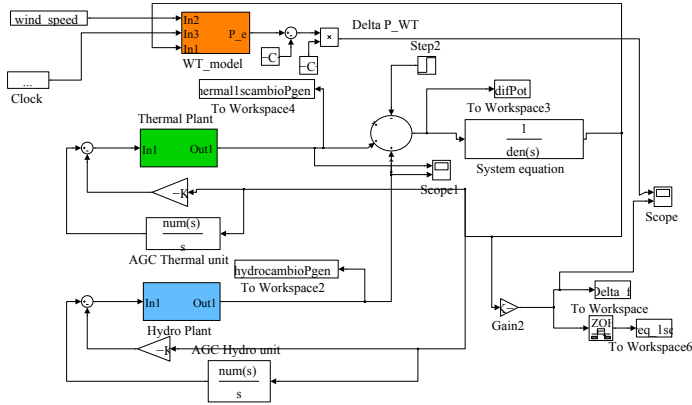 wind_speed
In2
In3
In1
P_e
WT_model
...
Clock
−C
−C
×
Delta P_WT
Step2
hermal1scambioPgen
To Workspace4
difPot
To Workspace3
Thermal Plant
In1
Out1
1
den(s)
System equation
Scope1
Scope
−K
num(s)
s
AGC Thermal unit
hydrocambioPgen
To Workspace2
In1
Out1
Hydro Plant
−K
AGC Hydro unit
num(s)
s
Gain2
Delta_f
To Workspace
ZOH
eq_1se
To Workspace6